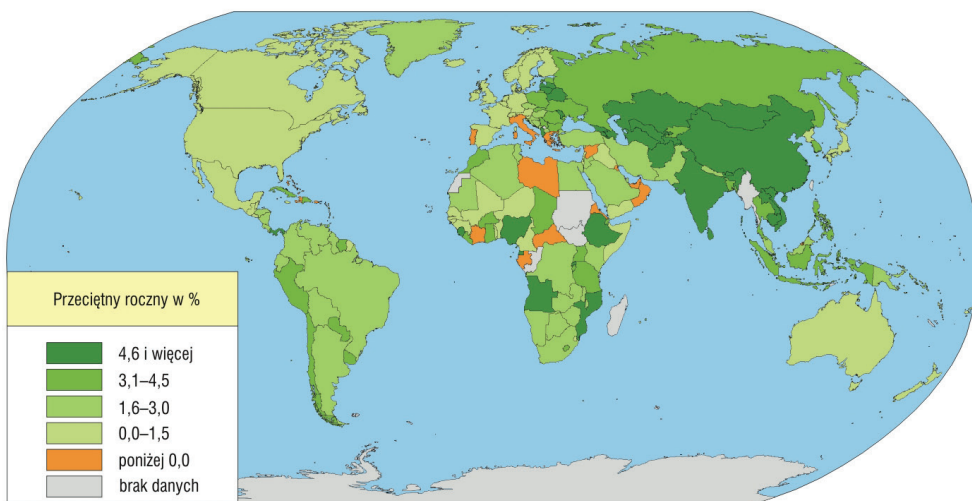 Przeciętny roczny w %
4,6 i więcej
3,1–4,5
1,6–3,0
0,0–1,5
poniżej 0,0
brak danych